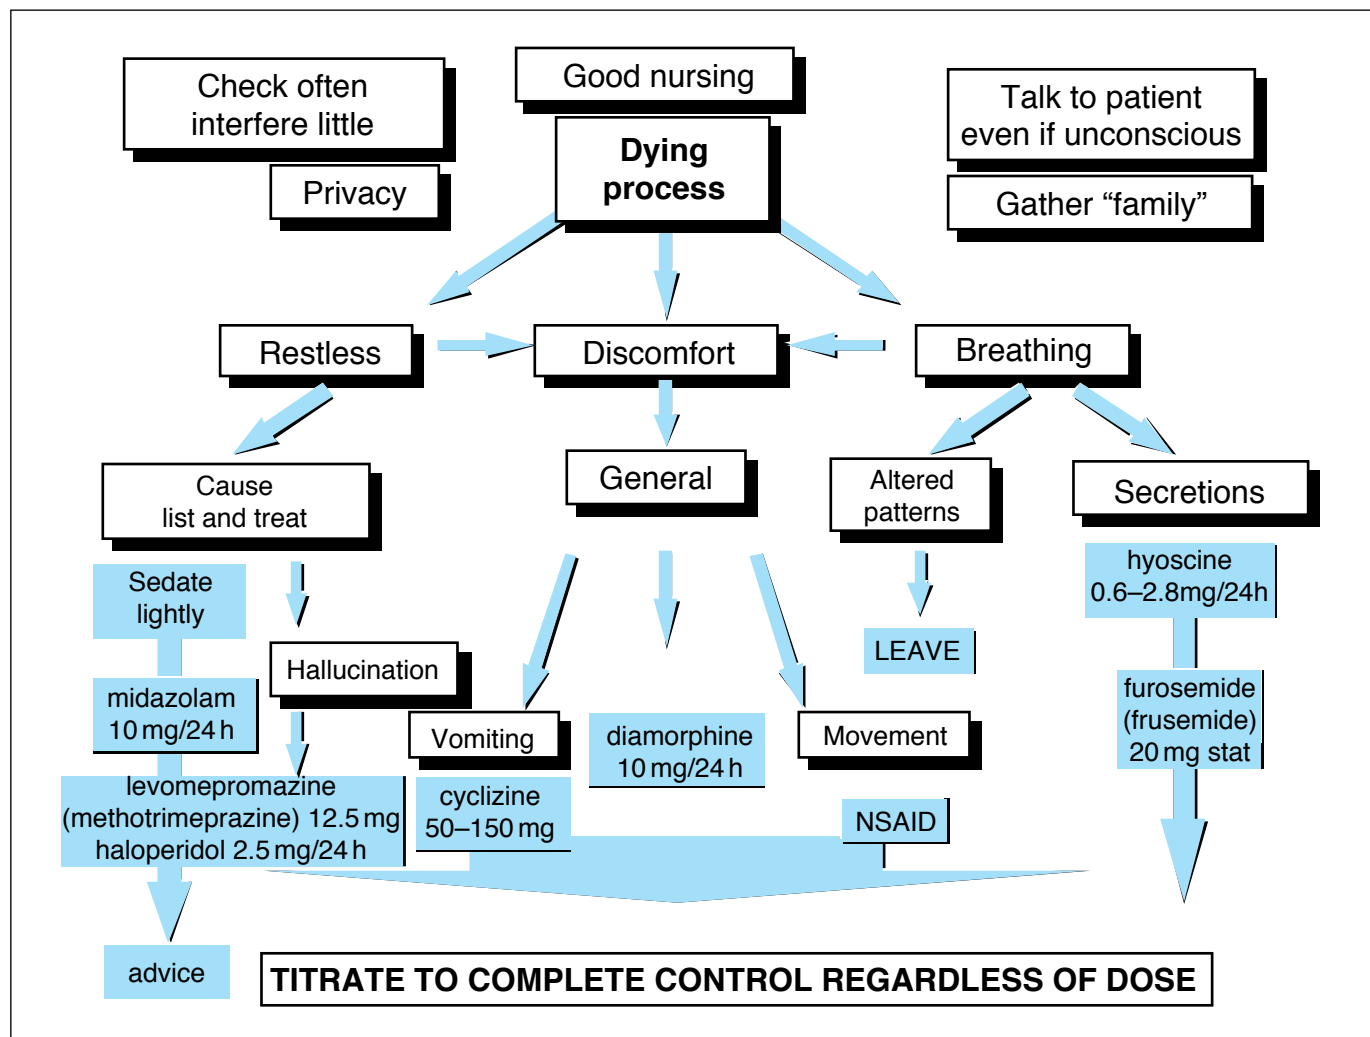 Check often
interfere little
Privacy
Good nursing
Dying
process
Talk to patient
even if unconscious
Gather “family”
Restless
Discomfort
Breathing
Cause
list and treat
General
Altered
patterns
Secretions
Sedate
lightly
hyoscine
0.6–2.8mg/24h
LEAVE
Hallucination
midazolam
10 mg/24 h
furosemide
(frusemide)
20 mg stat
Vomiting
diamorphine
10 mg/24 h
Movement
levomepromazine
(methotrimeprazine) 12.5 mg
haloperidol 2.5 mg/24 h
cyclizine
50–150 mg
NSAID
advice
TITRATE TO COMPLETE CONTROL REGARDLESS OF DOSE